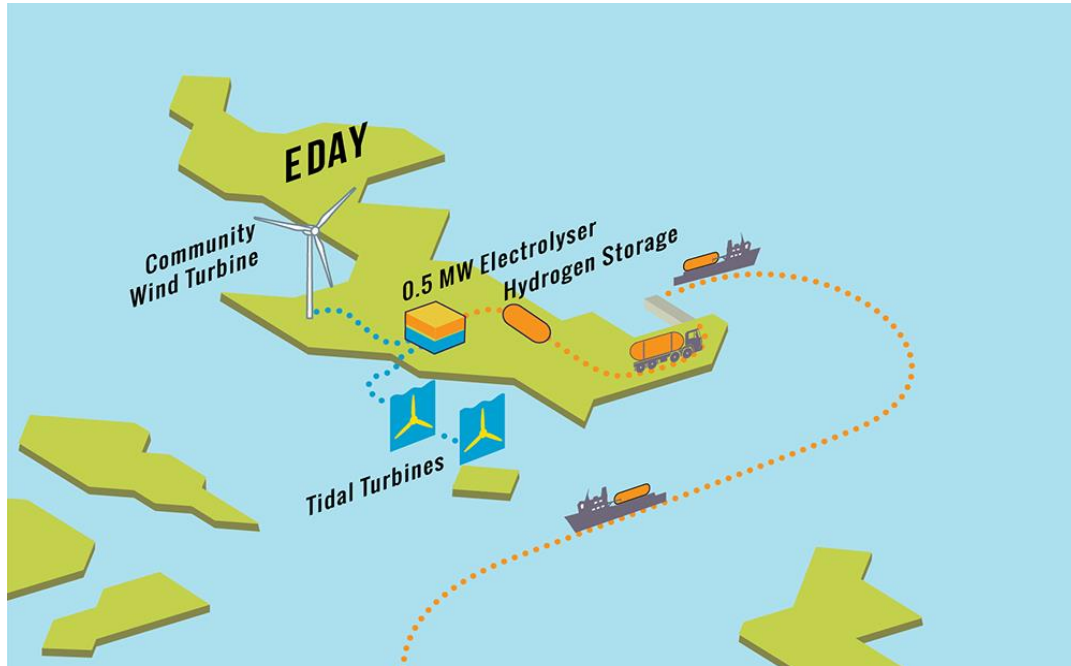 EDAY
Community
Wind Turbine
0.5 MW Electrolyser
Hydrogen Storage
Tidal Turbines